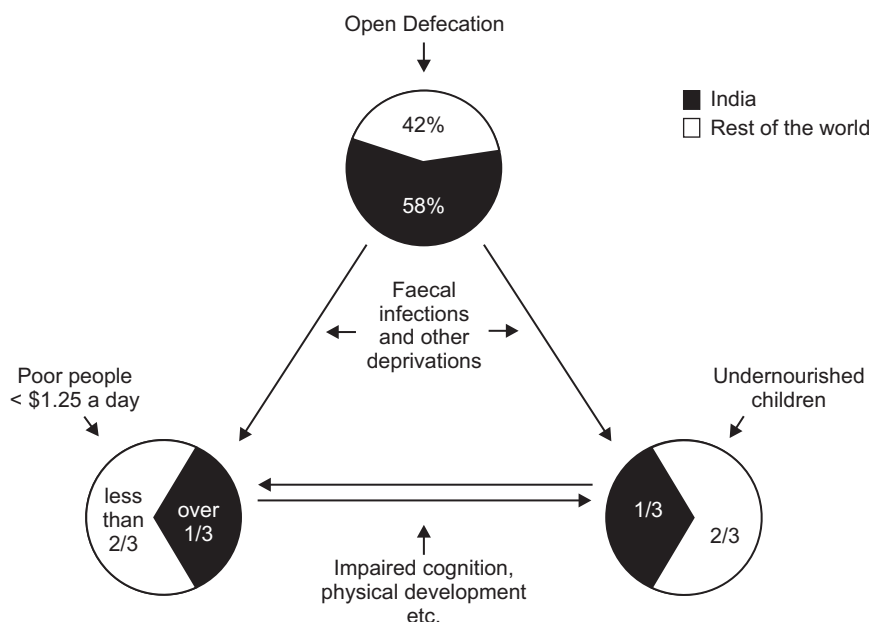 Open Defecation
India
Rest of the world
42%
58%
Faecal
infections
and other
deprivations
Poor people
< $1.25 a day
Undernourished
children
less
than
2/3
over
1/3
1/3
2/3
Impaired cognition,
physical development
etc.